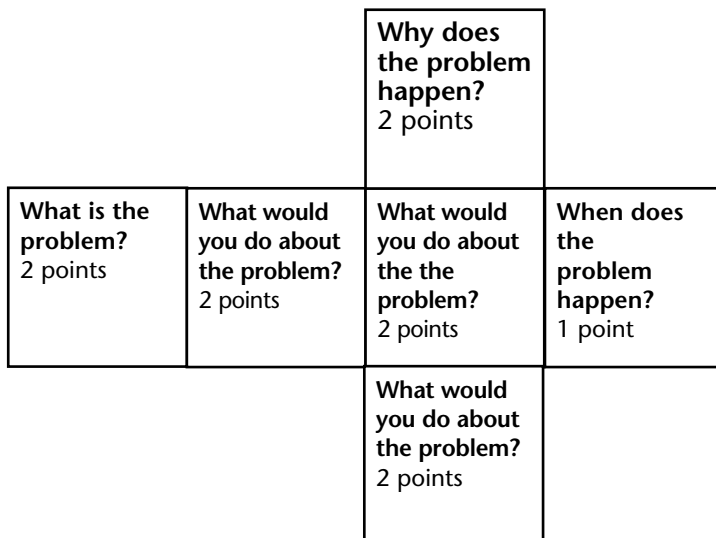 Why does
the problem
happen?
2 points
What is the
problem?
2 points
What would
you do about
the problem?
2 points
What would
you do about
the the
problem?
2 points
When does
the
problem
happen?
1 point
What would
you do about
the problem?
2 points